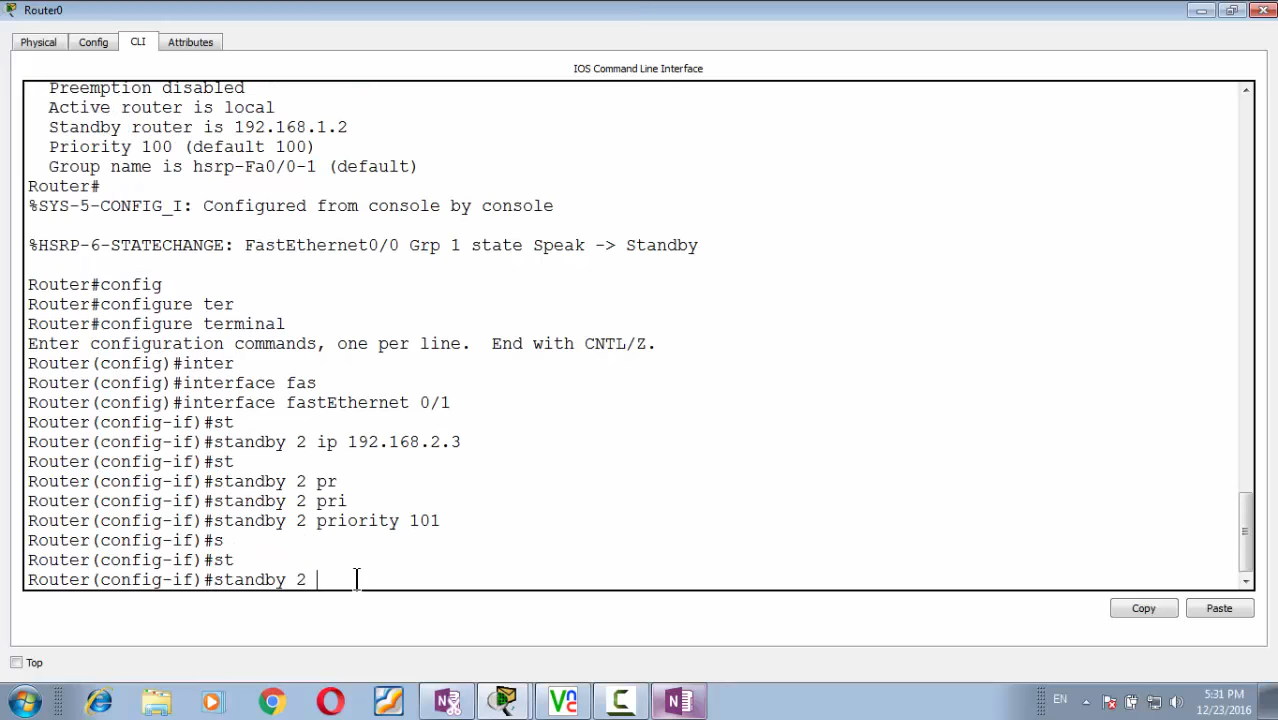 Router0
Physical Config CLI Attributes
IOS Command Line Interface
Preemption disabled
Active router is local
Standby router is 192.168.1.2
Priority 100 (default 100)
Group name is hsrp-Fa0/0-1 (default)
Router#
%SYS-5-CONFIG_I: Configured from console by console
%HSRP-6-STATECHANGE: FastEthernet0/0 Grp 1 state Speak -> Standby
Router#config
Router#configure ter
Router#configure terminal
Enter configuration commands, one per line.  End with CNTL/Z.
Router(config)#inter
Router(config)#interface fas
Router(config)#interface fastEthernet 0/1
Router(config-if)#st
Router(config-if)#standby 2 ip 192.168.2.3
Router(config-if)#st
Router(config-if)#standby 2 pr
Router(config-if)#standby 2 pri
Router(config-if)#standby 2 priority 101
Router(config-if)#s
Router(config-if)#st
Router(config-if)#standby 2
Copy Paste
Top
EN
5:31 PM
12/23/2016